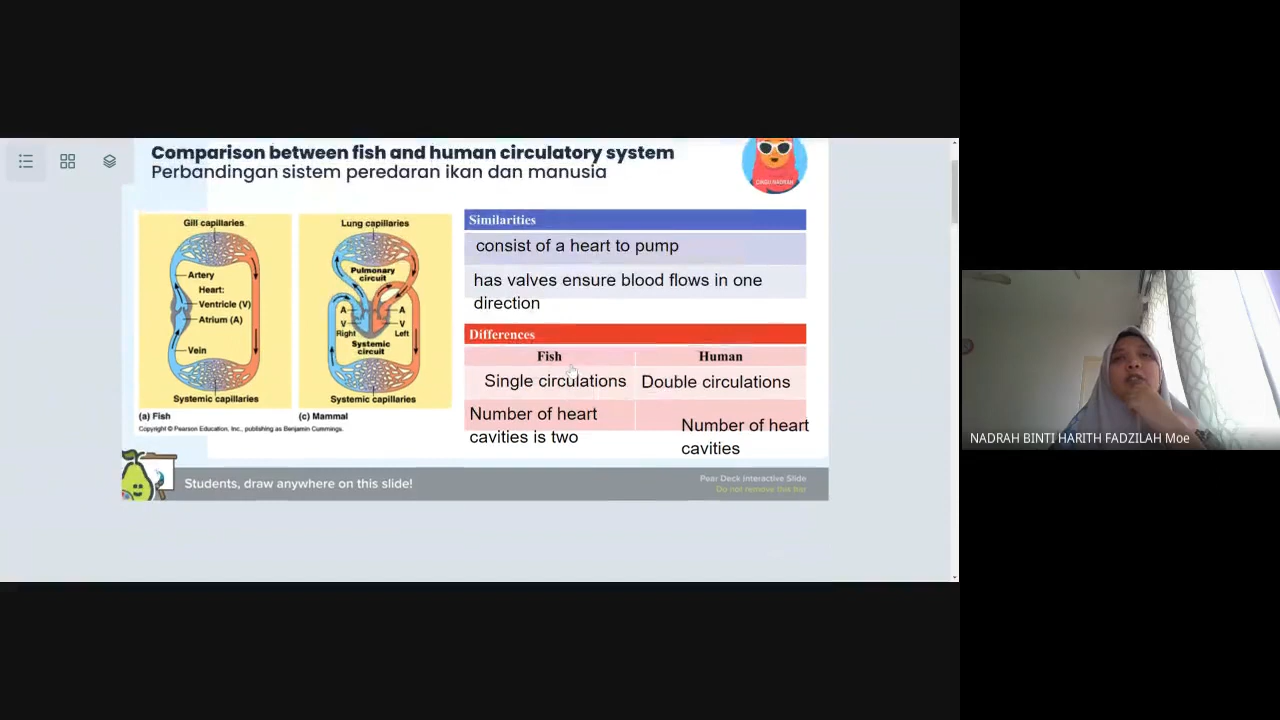 Comparison between fish and human circulatory system
Perbandingan sistem peredaran ikan dan manusia
CIKGU NADRAH
Gill capillaries
Artery
Heart:
Ventricle (V)
Atrium (A)
Vein
Systemic capillaries
(a) Fish
Lung capillaries
Pulmonary
circuit
A
A
V
V
Right
Left
Systemic
circuit
Systemic capillaries
(c) Mammal
Copyright © Pearson Education, Inc., publishing as Benjamin Cummings.
Similarities
consist of a heart to pump
has valves ensure blood flows in one
direction
Differences
Fish
Human
Single circulations
Double circulations
Number of heart
cavities is two
Number of heart
cavities
Students, draw anywhere on this slide!
Pear Deck Interactive Slide
Do not remove this bar
NADRAH BINTI HARITH FADZILAH Moe